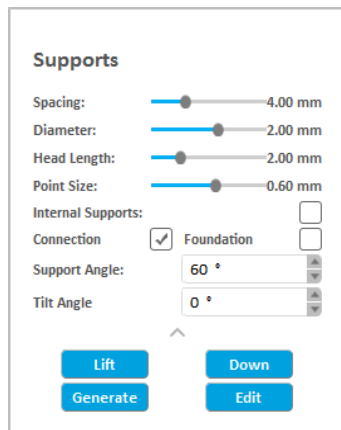 Supports
Spacing: 4.00 mm
Diameter: 2.00 mm
Head Length: 2.00 mm
Point Size: 0.60 mm
Internal Supports:
Connection Foundation
Support Angle: 60 °
Tilt Angle 0 °
Lift Down
Generate Edit